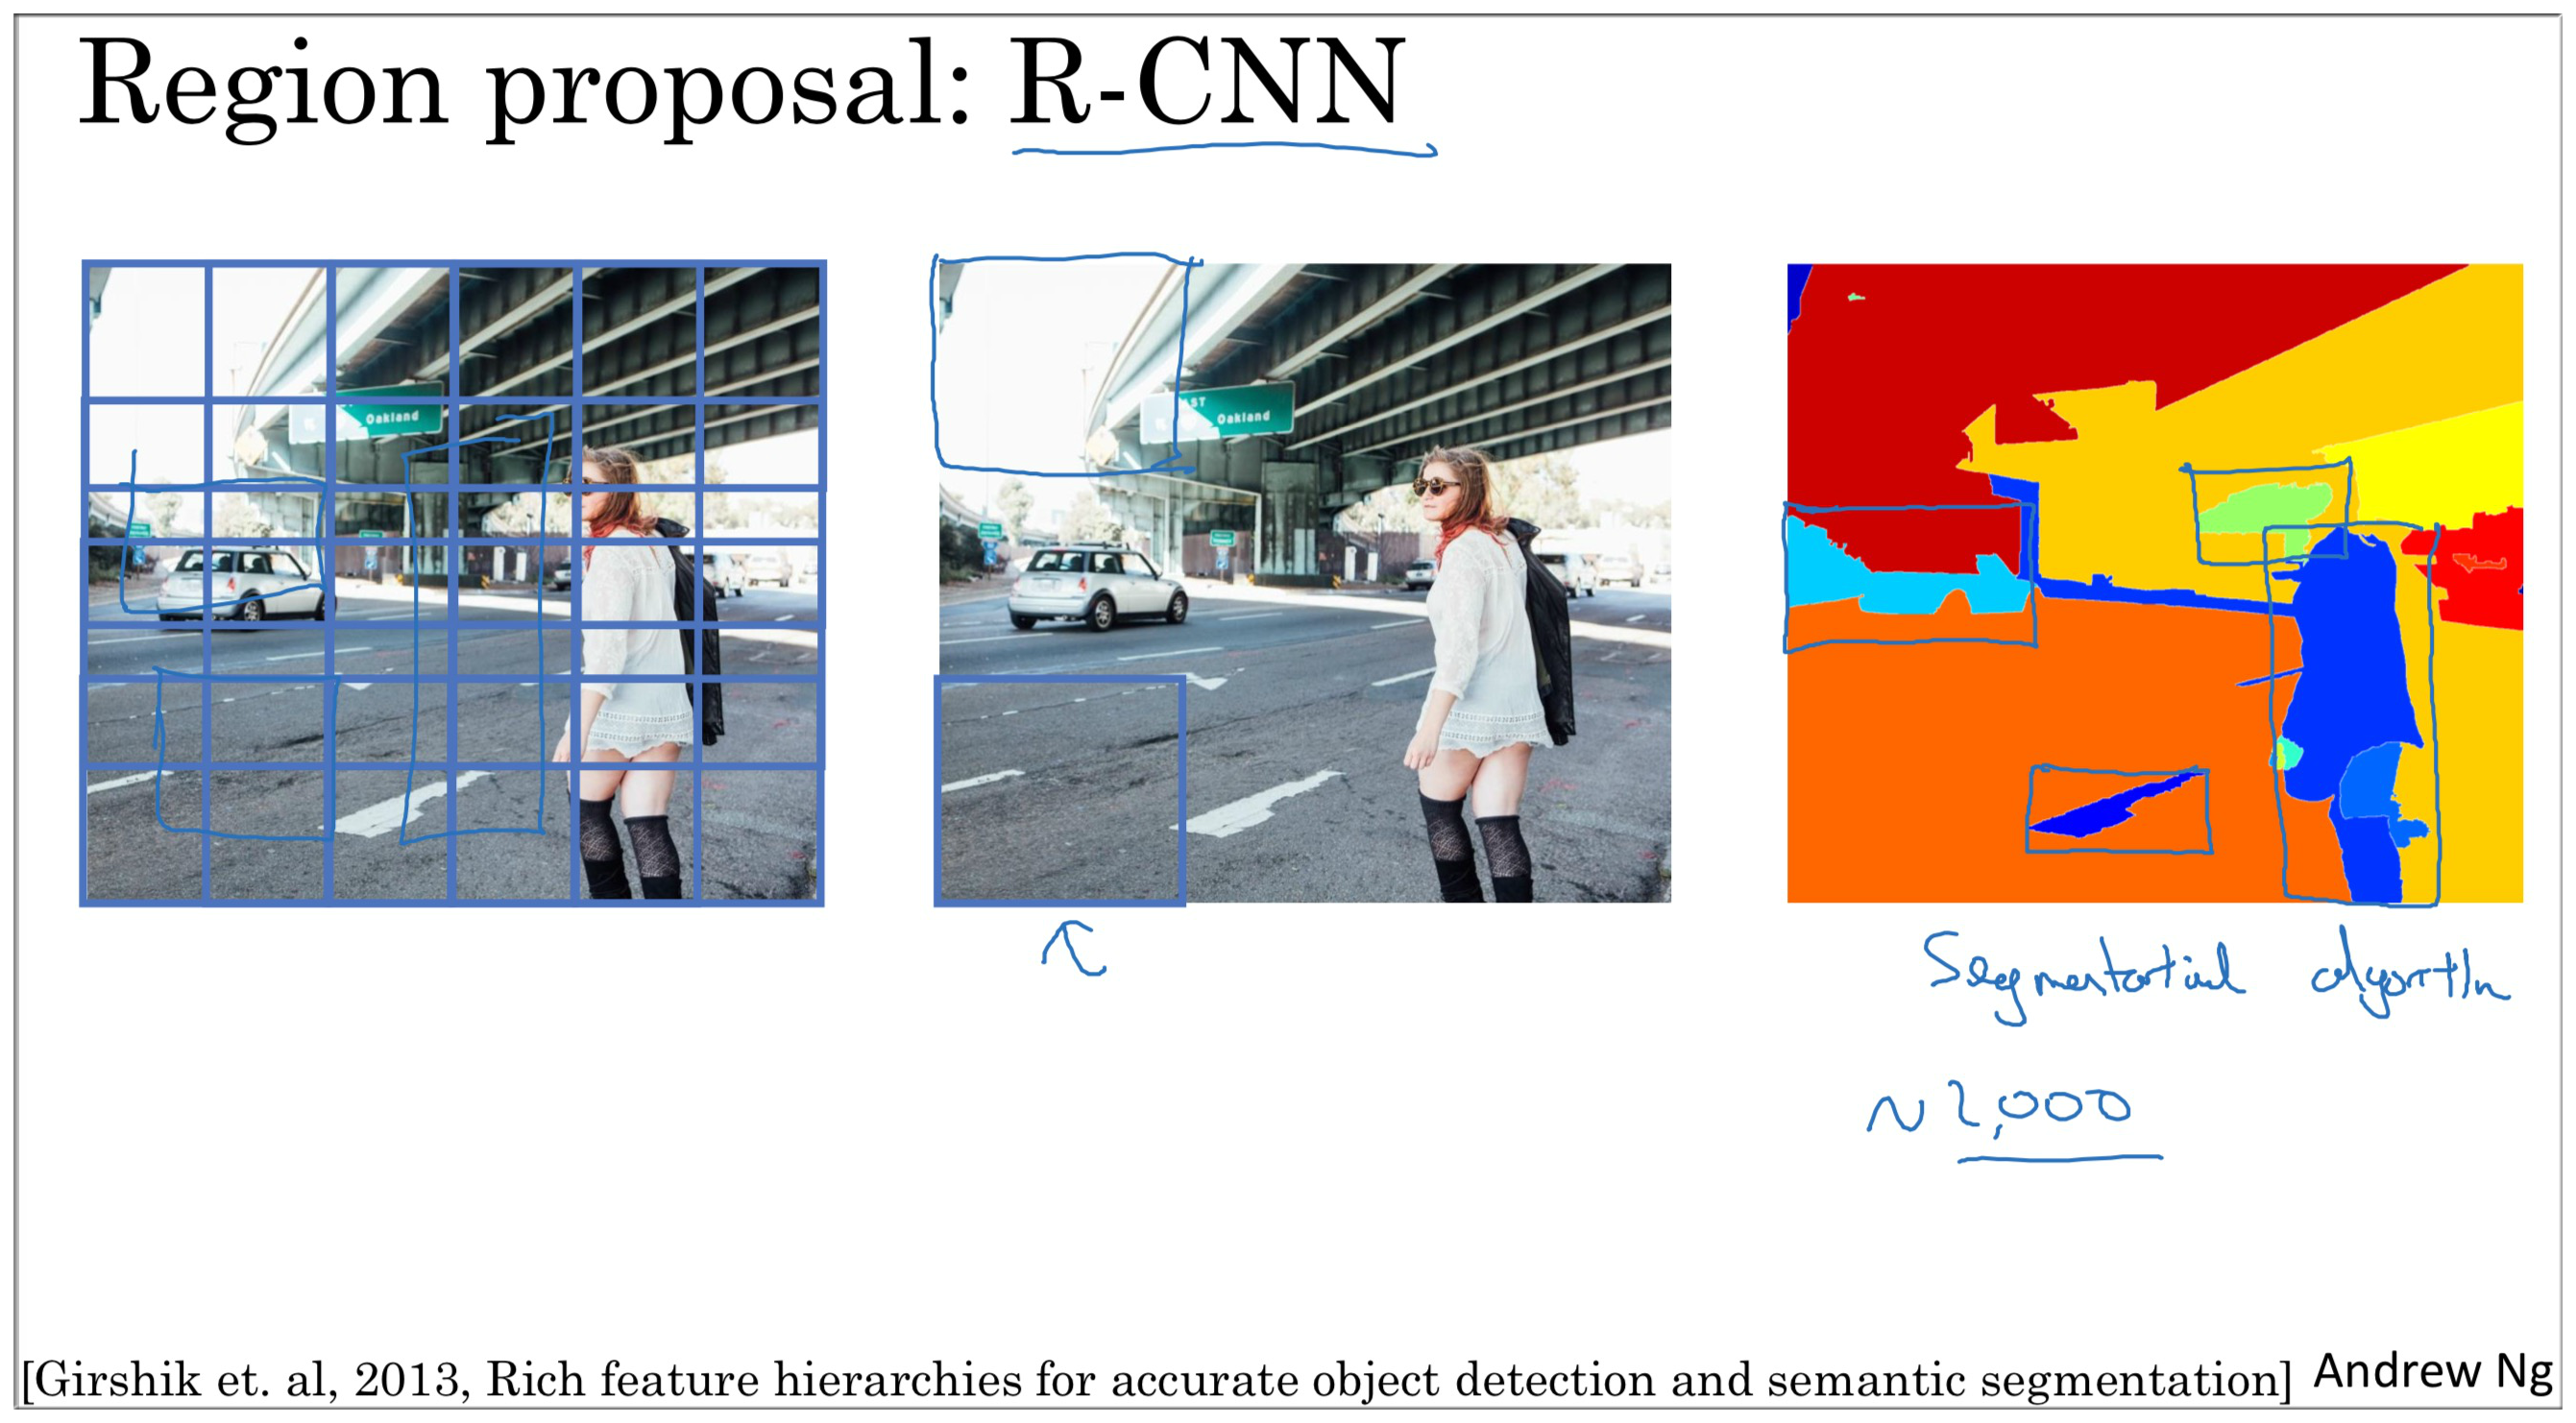 Region proposal: R-CNN
Oakland
ST
Oakland
Segmentation algorithm
~2,000
[Girshik et. al, 2013, Rich feature hierarchies for accurate object detection and semantic segmentation]
Andrew Ng